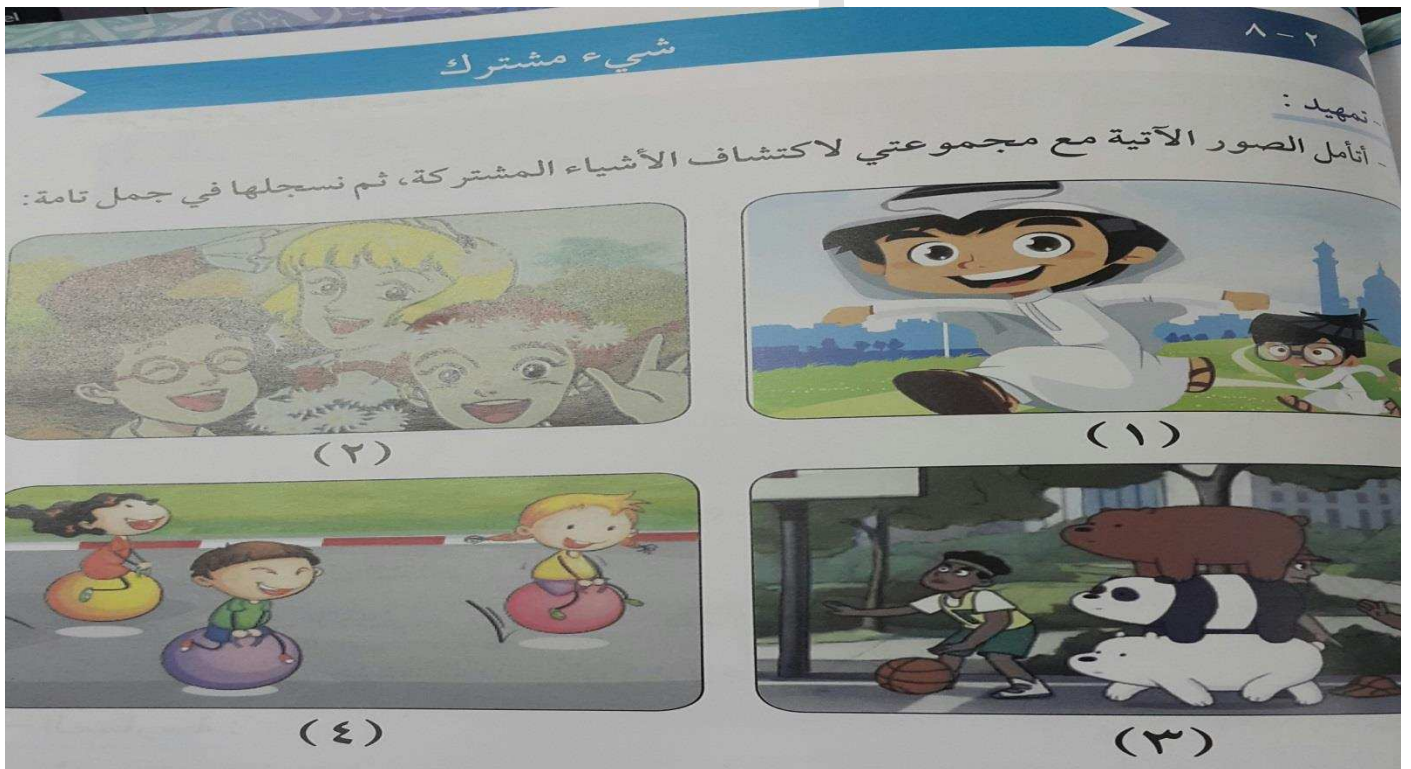 ٢ - ٨
شيء مشترك
- تمهيد :
- أتأمل الصور الآتية مع مجموعتي لاكتشاف الأشياء المشتركة، ثم نسجلها في جمل تامة:
(١)
(٢)
(٣)
(٤)